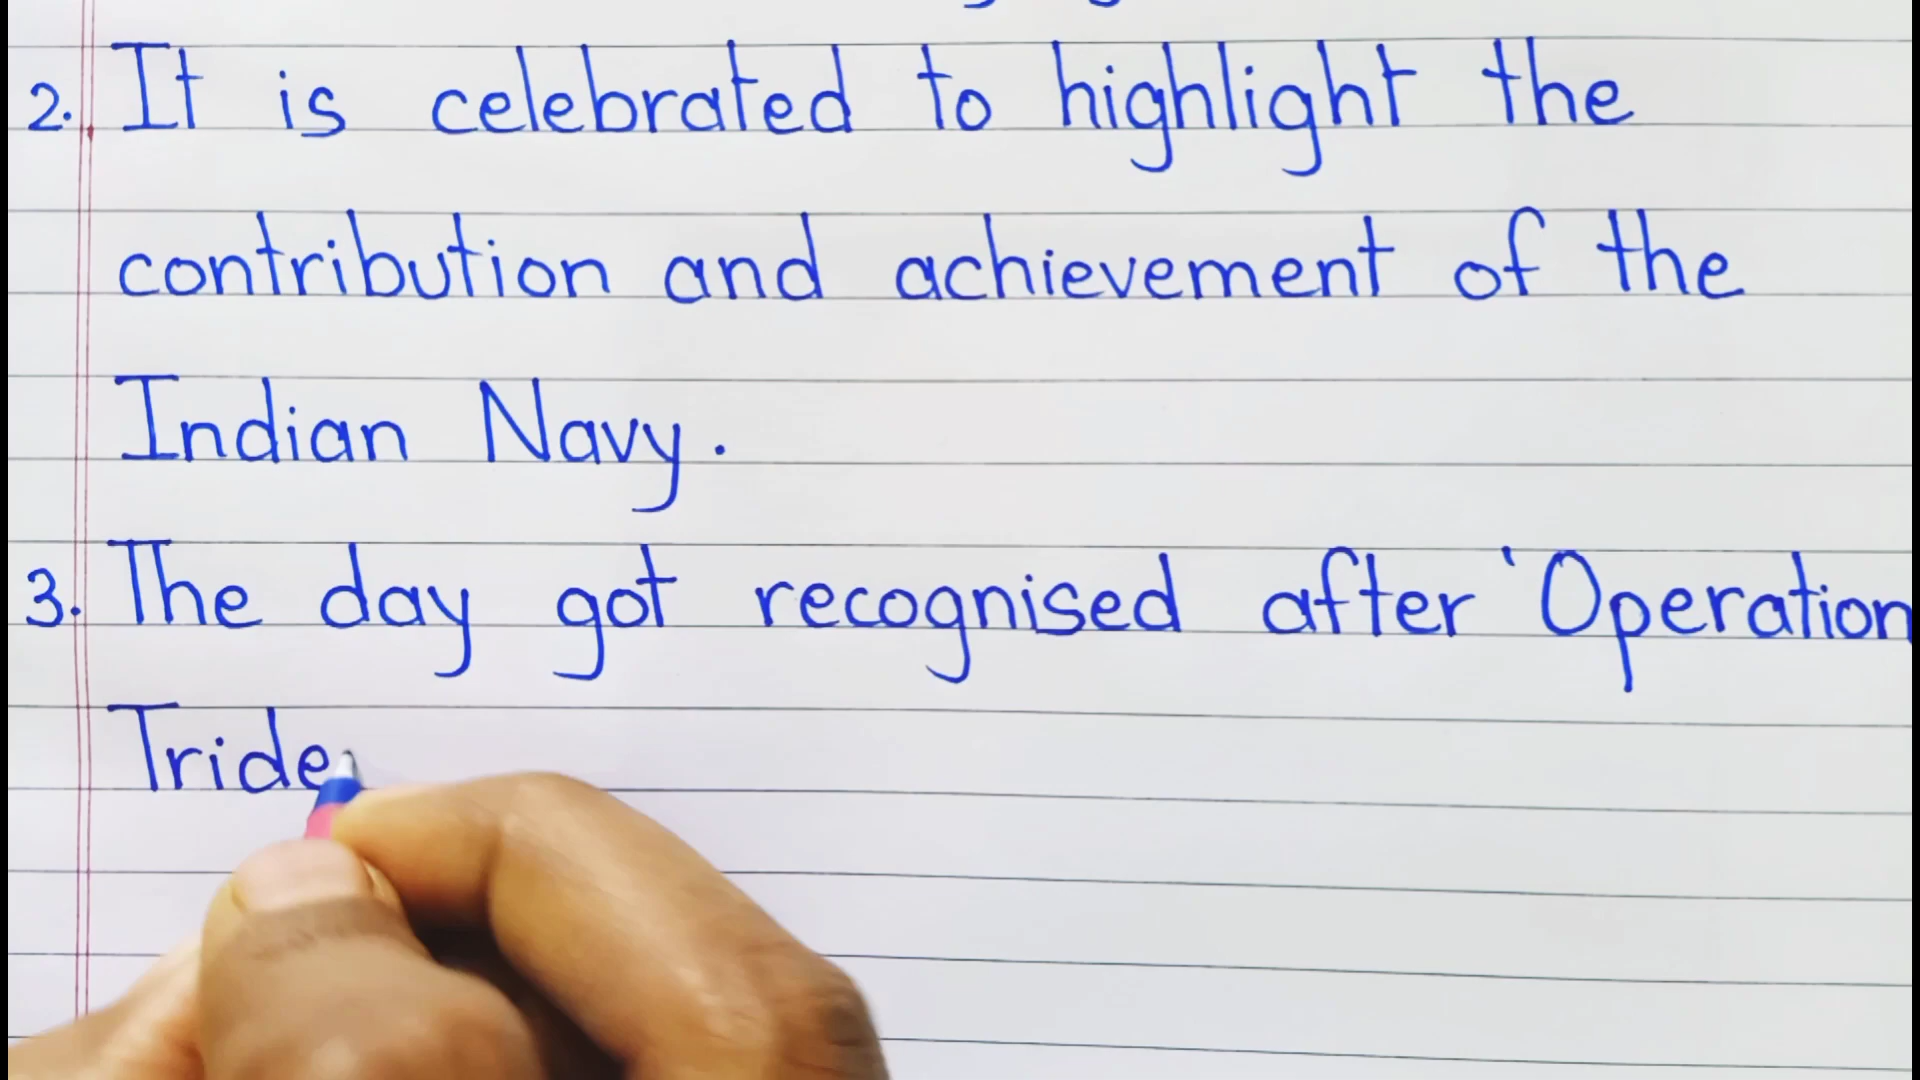 2. It is celebrated to highlight the
contribution and achievement of the
Indian Navy.
3. The day got recognised after 'Operation
Tride